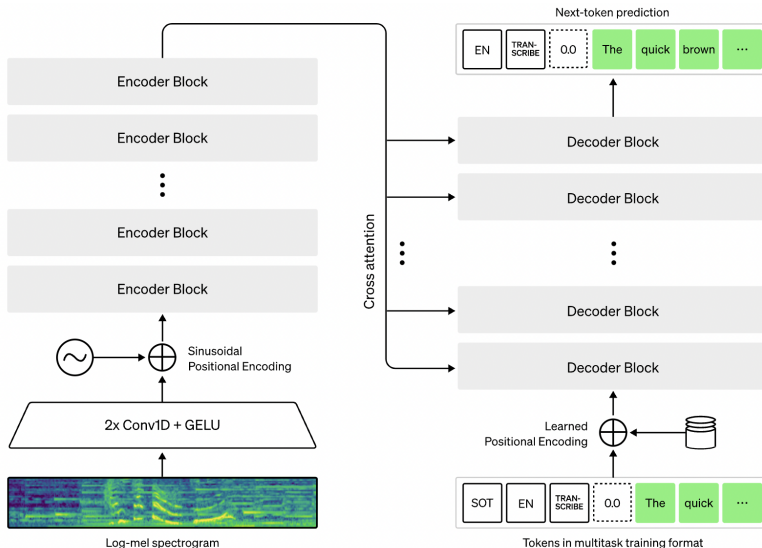 Next-token prediction
EN
TRAN-
SCRIBE
0.0
The
quick
brown
...
Encoder Block
Encoder Block
Encoder Block
Encoder Block
Sinusoidal
Positional Encoding
2x Conv1D + GELU
Log-mel spectrogram
Cross attention
Decoder Block
Decoder Block
Decoder Block
Decoder Block
Learned
Positional Encoding
SOT
EN
TRAN-
SCRIBE
0.0
The
quick
...
Tokens in multitask training format